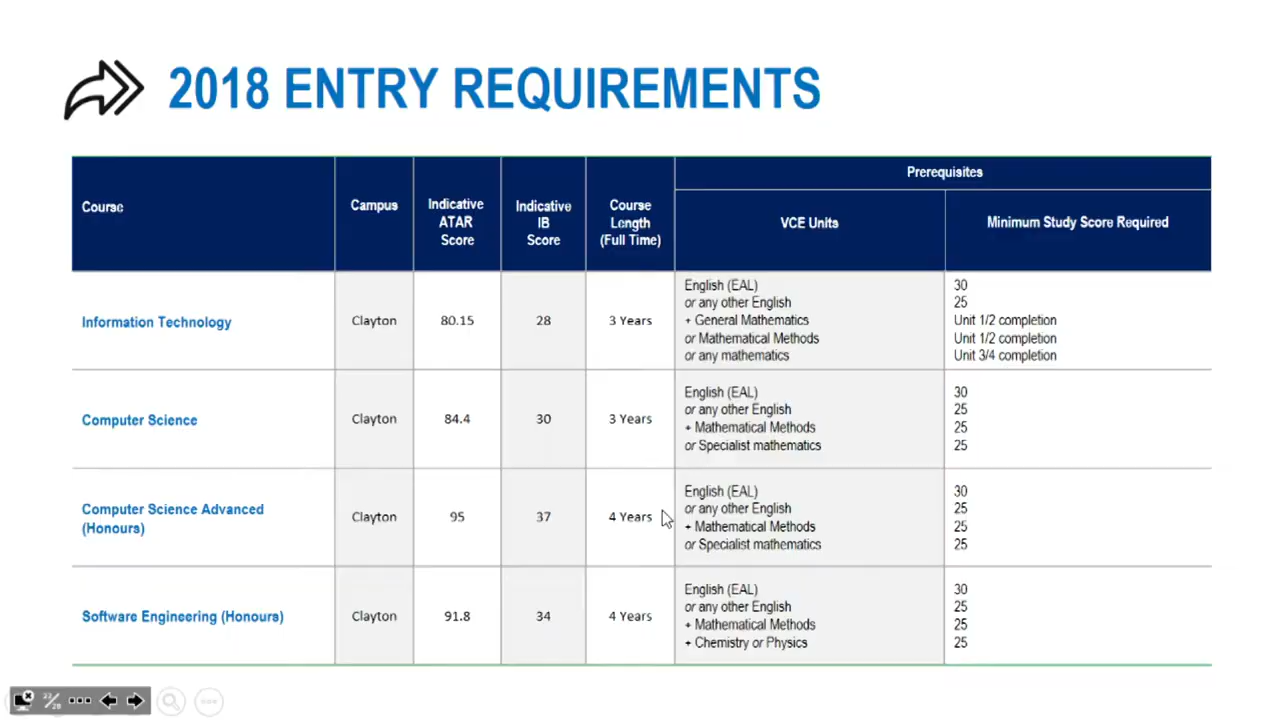 2018 ENTRY REQUIREMENTS
Course
Campus
Indicative
ATAR
Score
Indicative
IB
Score
Course
Length
(Full Time)
Prerequisites
VCE Units
Minimum Study Score Required
Information Technology
Clayton
80.15
28
3 Years
English (EAL)
or any other English
+ General Mathematics
or Mathematical Methods
or any mathematics
30
25
Unit 1/2 completion
Unit 1/2 completion
Unit 3/4 completion
Computer Science
Clayton
84.4
30
3 Years
English (EAL)
or any other English
+ Mathematical Methods
or Specialist mathematics
30
25
25
25
Computer Science Advanced
(Honours)
Clayton
95
37
4 Years
English (EAL)
or any other English
+ Mathematical Methods
or Specialist mathematics
30
25
25
25
Software Engineering (Honours)
Clayton
91.8
34
4 Years
English (EAL)
or any other English
+ Mathematical Methods
+ Chemistry or Physics
30
25
25
25